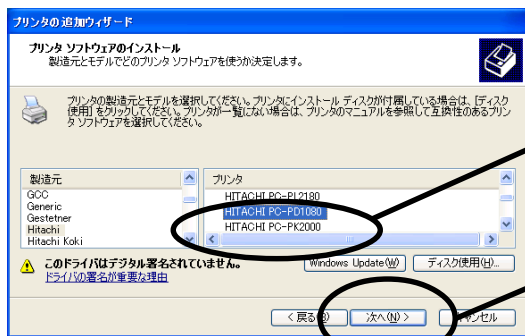 プリンタの追加ウィザード
プリンタ ソフトウェアのインストール
製造元とモデルでどのプリンタ ソフトウェアを使うか決定します。
プリンタの製造元とモデルを選択してください。プリンタにインストール ディスクが付属している場合は、[ディスク
使用] をクリックしてください。プリンタが一覧にない場合は、プリンタのマニュアルを参照して互換性のあるプリン
タ ソフトウェアを選択してください。
製造元
GCC
Generic
Gestetner
Hitachi
Hitachi Koki
プリンタ
HITACHI PC-PL2180
HITACHI PC-PD1080
HITACHI PC-PK2000
このドライバはデジタル署名されていません。
ドライバの署名が重要な理由
Windows Update(W)
ディスク使用(H)...
< 戻る(B)
次へ(N) >
キャンセル